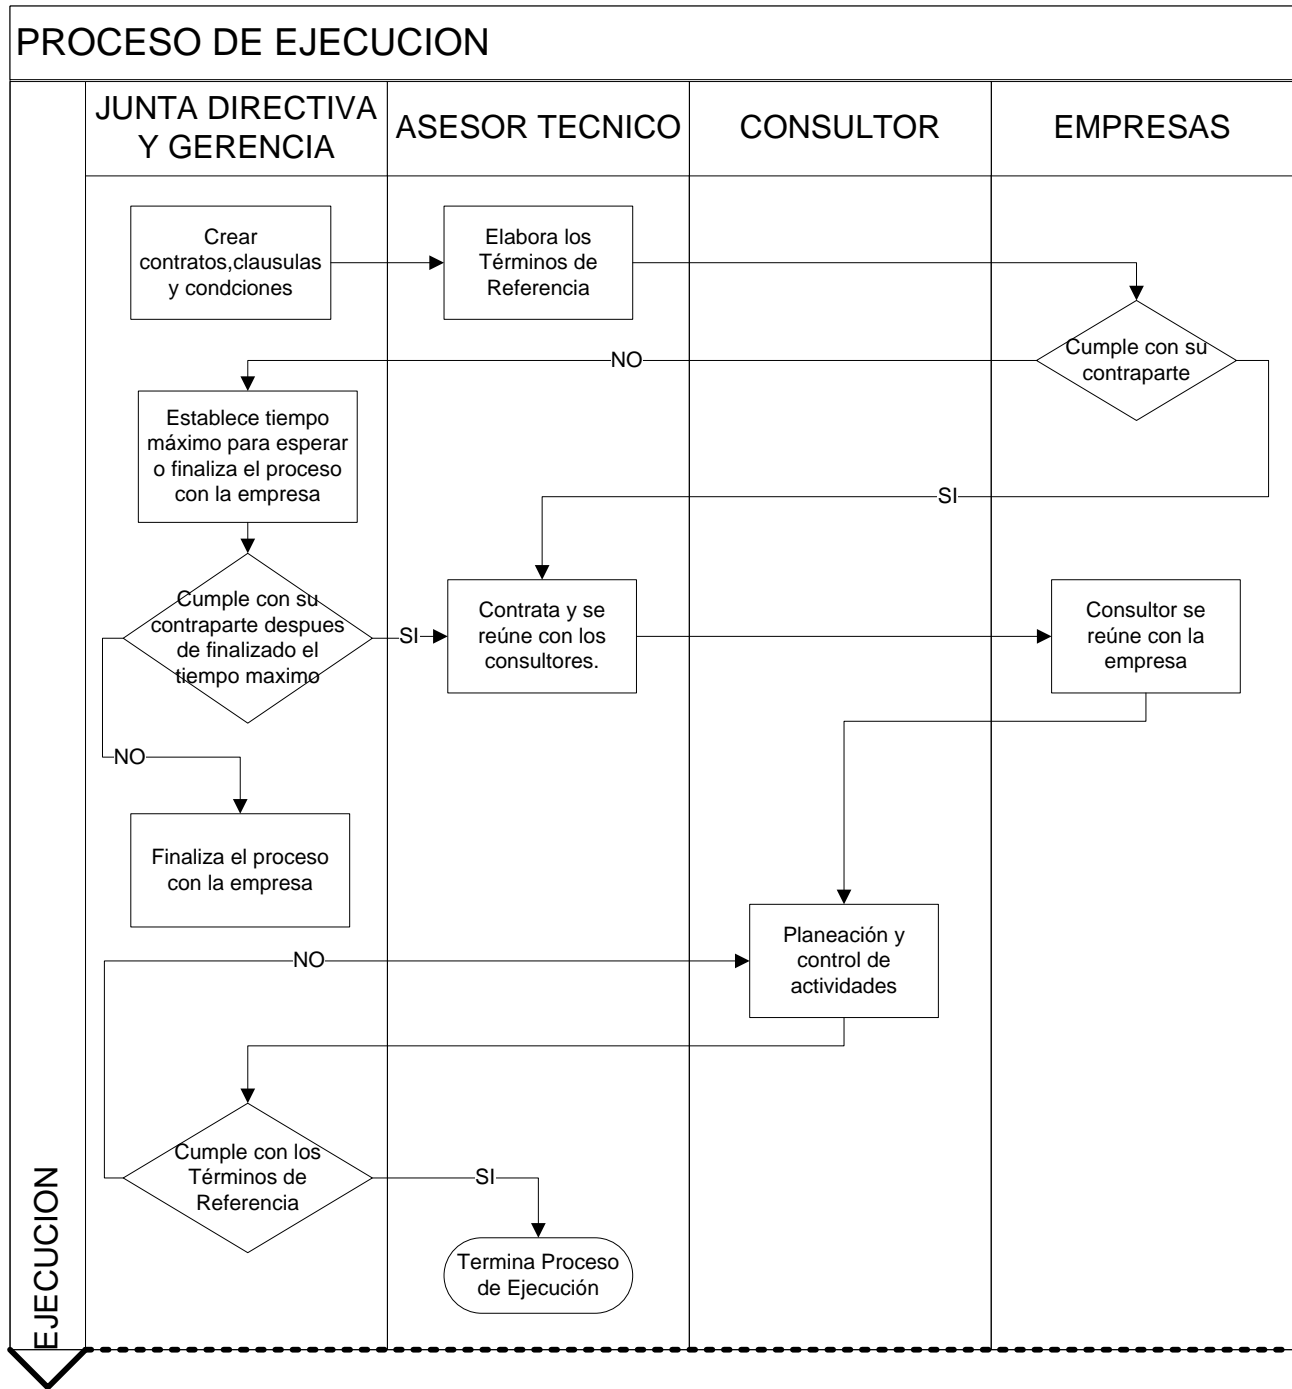 PROCESO DE EJECUCION
JUNTA DIRECTIVA
Y GERENCIA
ASESOR TECNICO
CONSULTOR
EMPRESAS
Crear
contratos,clausulas
y condciones
Elabora los
Términos de
Referencia
Cumple con su
contraparte
NO
Establece tiempo
máximo para esperar
o finaliza el proceso
con la empresa
SI
Cumple con su
contraparte despues
de finalizado el
tiempo maximo
SI
Contrata y se
reúne con los
consultores.
Consultor se
reúne con la
empresa
NO
Finaliza el proceso
con la empresa
Planeación y
control de
actividades
NO
Cumple con los
Términos de
Referencia
SI
Termina Proceso
de Ejecución
EJECUCION